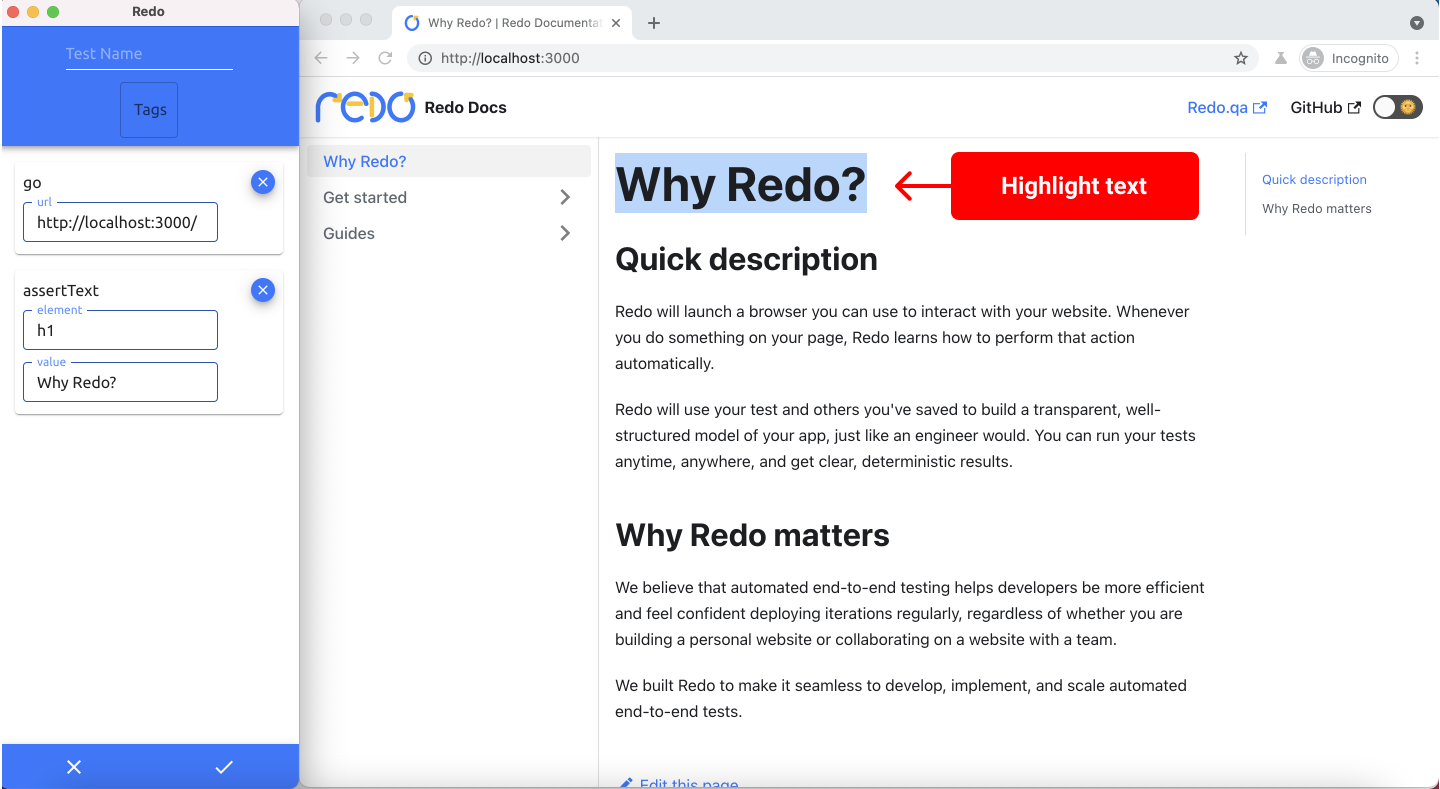 Redo
Test Name
Tags
go
url
http://localhost:3000/
assertText
element
h1
value
Why Redo?
Why Redo? | Redo Documenta
http://localhost:3000
Incognito
redo Redo Docs
Redo.qa
GitHub
Why Redo?
Get started
Guides
Why Redo?
Highlight text
Quick description
Why Redo matters
Quick description
Redo will launch a browser you can use to interact with your website. Whenever
you do something on your page, Redo learns how to perform that action
automatically.
Redo will use your test and others you've saved to build a transparent, well-
structured model of your app, just like an engineer would. You can run your tests
anytime, anywhere, and get clear, deterministic results.
Why Redo matters
We believe that automated end-to-end testing helps developers be more efficient
and feel confident deploying iterations regularly, regardless of whether you are
building a personal website or collaborating on a website with a team.
We built Redo to make it seamless to develop, implement, and scale automated
end-to-end tests.
Edit this page